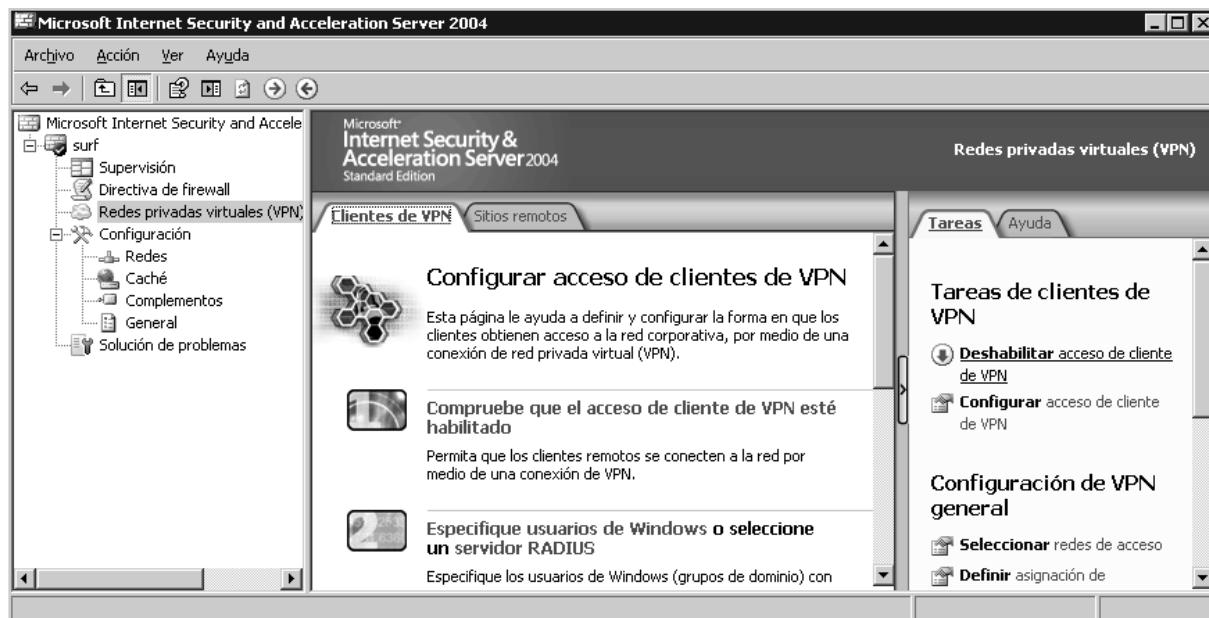 Microsoft Internet Security and Acceleration Server 2004
Archivo Acción Ver Ayuda
Microsoft Internet Security and Accele
surf
Supervisión
Directiva de firewall
Redes privadas virtuales (VPN)
Configuración
Redes
Caché
Complementos
General
Solución de problemas
Microsoft
Internet Security &
Acceleration Server 2004
Standard Edition
Redes privadas virtuales (VPN)
Clientes de VPN
Sitios remotos
Configurar acceso de clientes de VPN
Esta página le ayuda a definir y configurar la forma en que los
clientes obtienen acceso a la red corporativa, por medio de una
conexión de red privada virtual (VPN).
Compruebe que el acceso de cliente de VPN esté
habilitado
Permita que los clientes remotos se conecten a la red por
medio de una conexión de VPN.
2
Especifique usuarios de Windows o seleccione
un servidor RADIUS
Especifique los usuarios de Windows (grupos de dominio) con
Tareas
Ayuda
Tareas de clientes de
VPN
Deshabilitar acceso de cliente
de VPN
Configurar acceso de cliente
de VPN
Configuración de VPN
general
Seleccionar redes de acceso
Definir asignación de